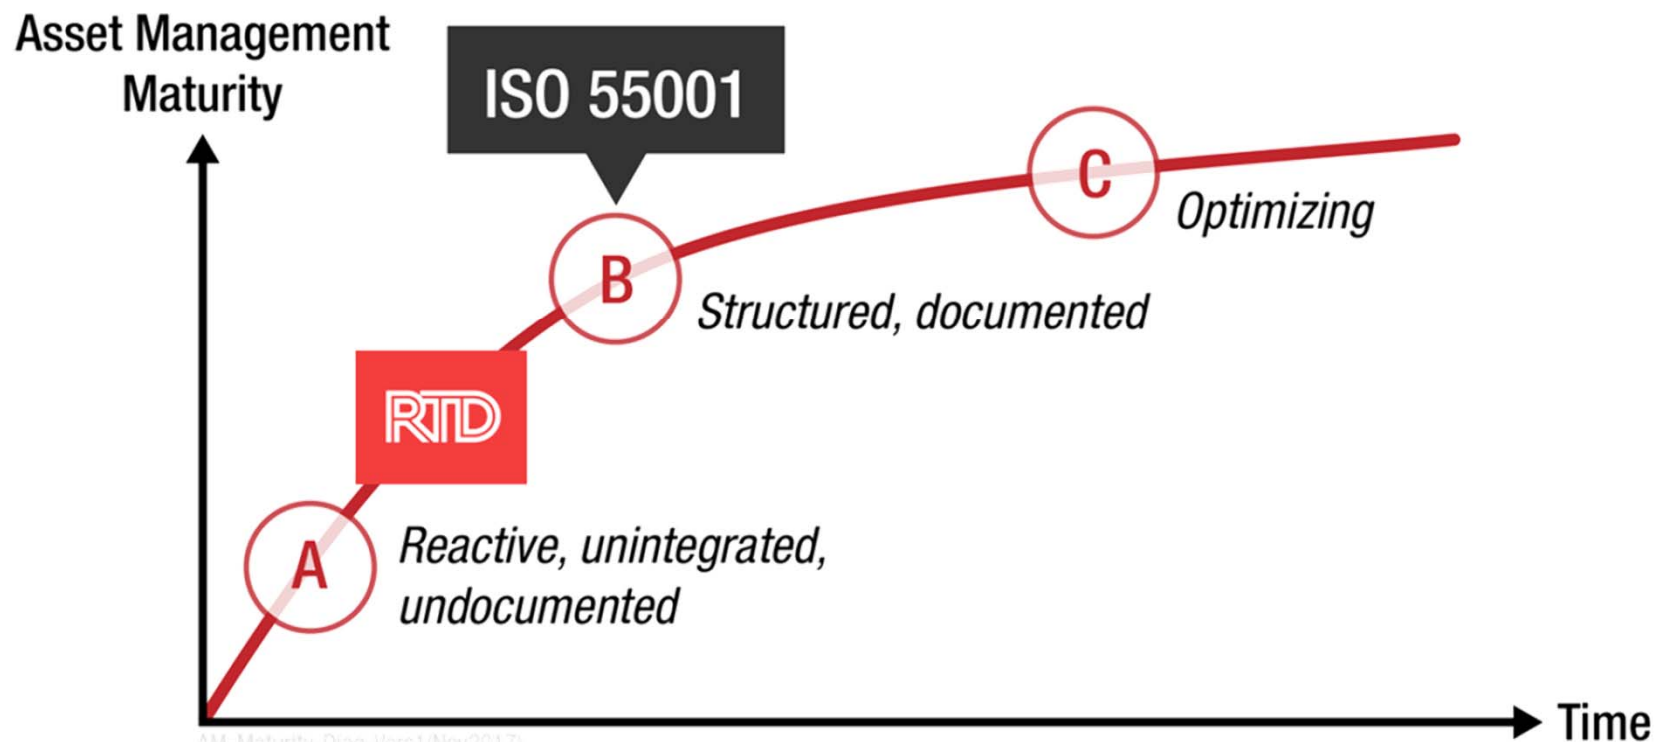 Asset Management
Maturity
ISO 55001
C
Optimizing
B
Structured, documented
RTD
A
Reactive, unintegrated,
undocumented
Time